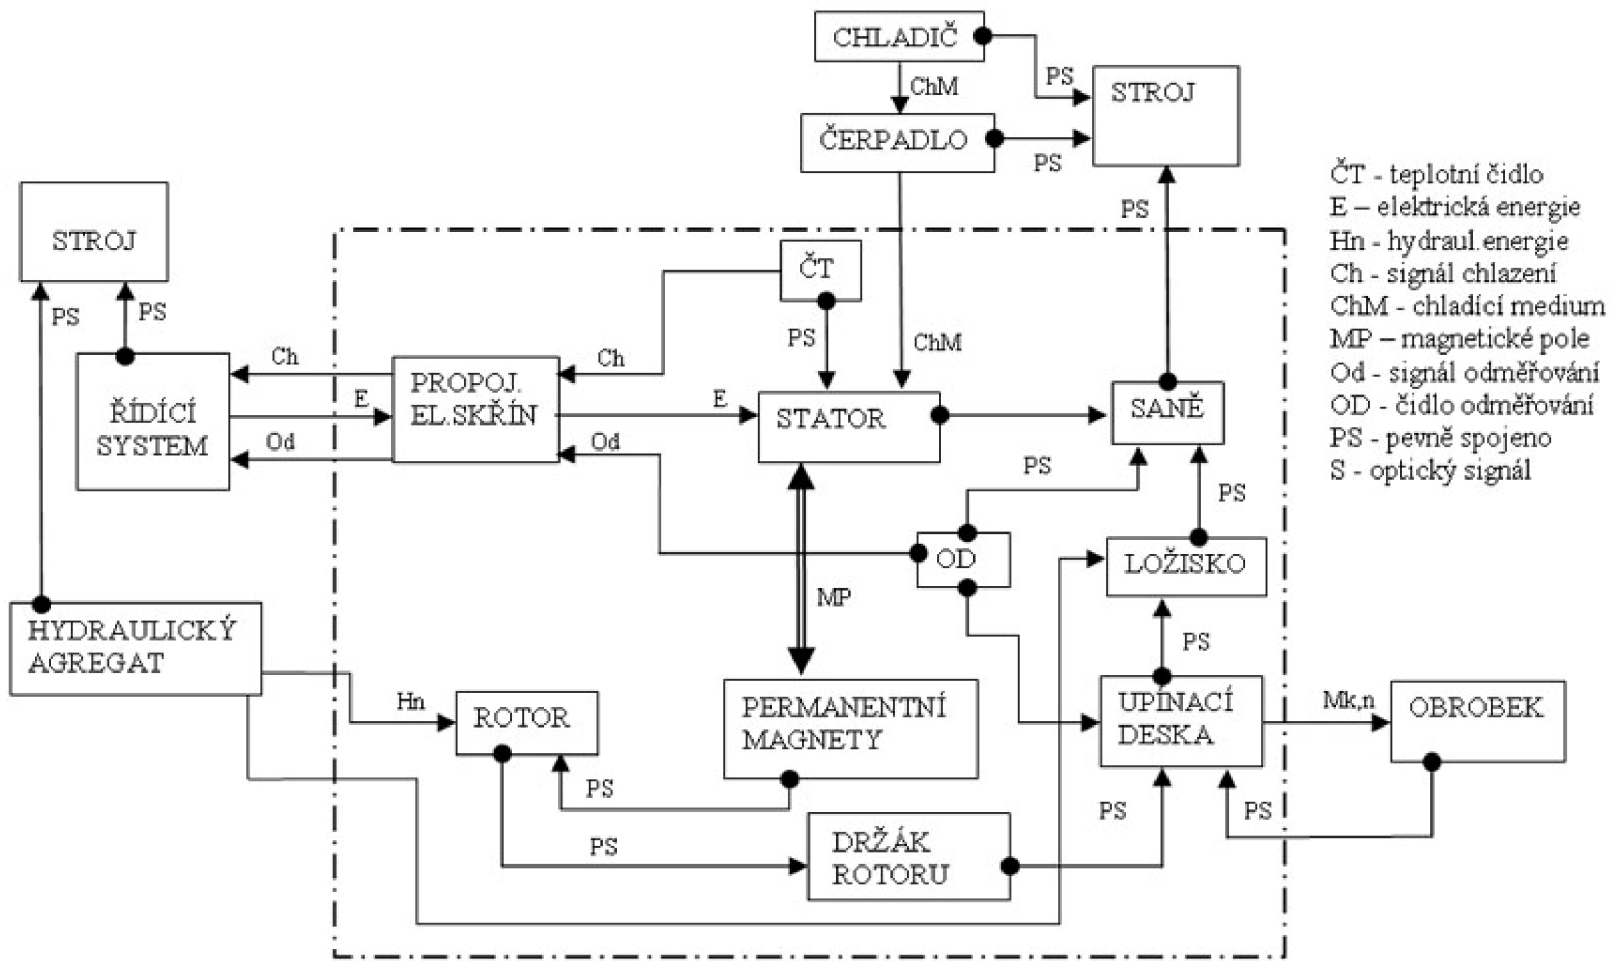 CHLADIČ
PS
STROJ
ChM
ČERPADLO
PS
ČT - teplotní čidlo
E – elektrická energie
Hn - hydraul.energie
Ch - signál chlazení
ChM - chladící medium
MP – magnetické pole
Od - signál odměřování
OD - čidlo odměřování
PS - pevně spojeno
S - optický signál
STROJ
PS
PS
PS
ČT
PS
ChM
Ch
Ch
ŘÍDÍCÍ
SYSTEM
E
PROPOJ.
EL.SKŘÍN
E
STATOR
SANĚ
Od
Od
PS
PS
OD
LOŽISKO
MP
PS
HYDRAULICKÝ
AGREGAT
Hn
ROTOR
PERMANENTNÍ
MAGNETY
UPÍNACÍ
DESKA
Mk,n
OBROBEK
PS
PS
PS
PS
DRŽÁK
ROTORU